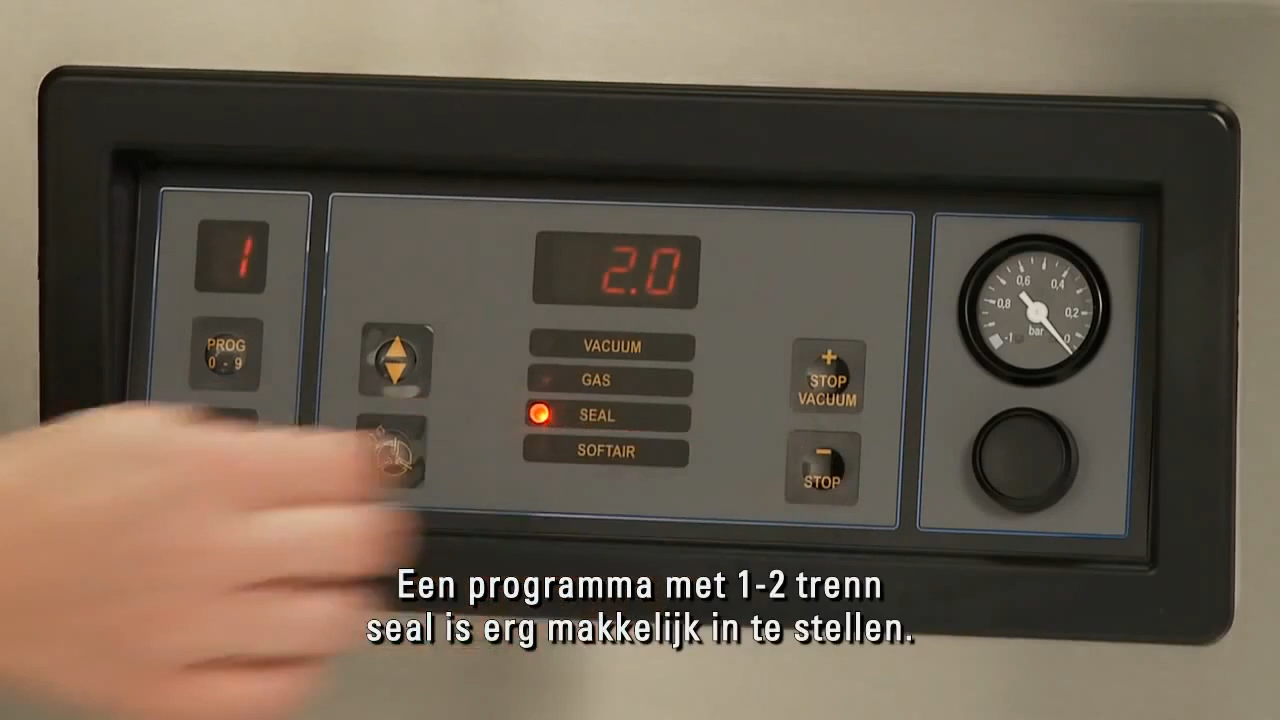 1
2.0
PROG
0 - 9
VACUUM
GAS
SEAL
SOFTAIR
+
STOP
VACUUM
-
STOP
0,6
0,4
0,8
0,2
-1
bar
0
Een programma met 1-2 trenn
seal is erg makkelijk in te stellen.